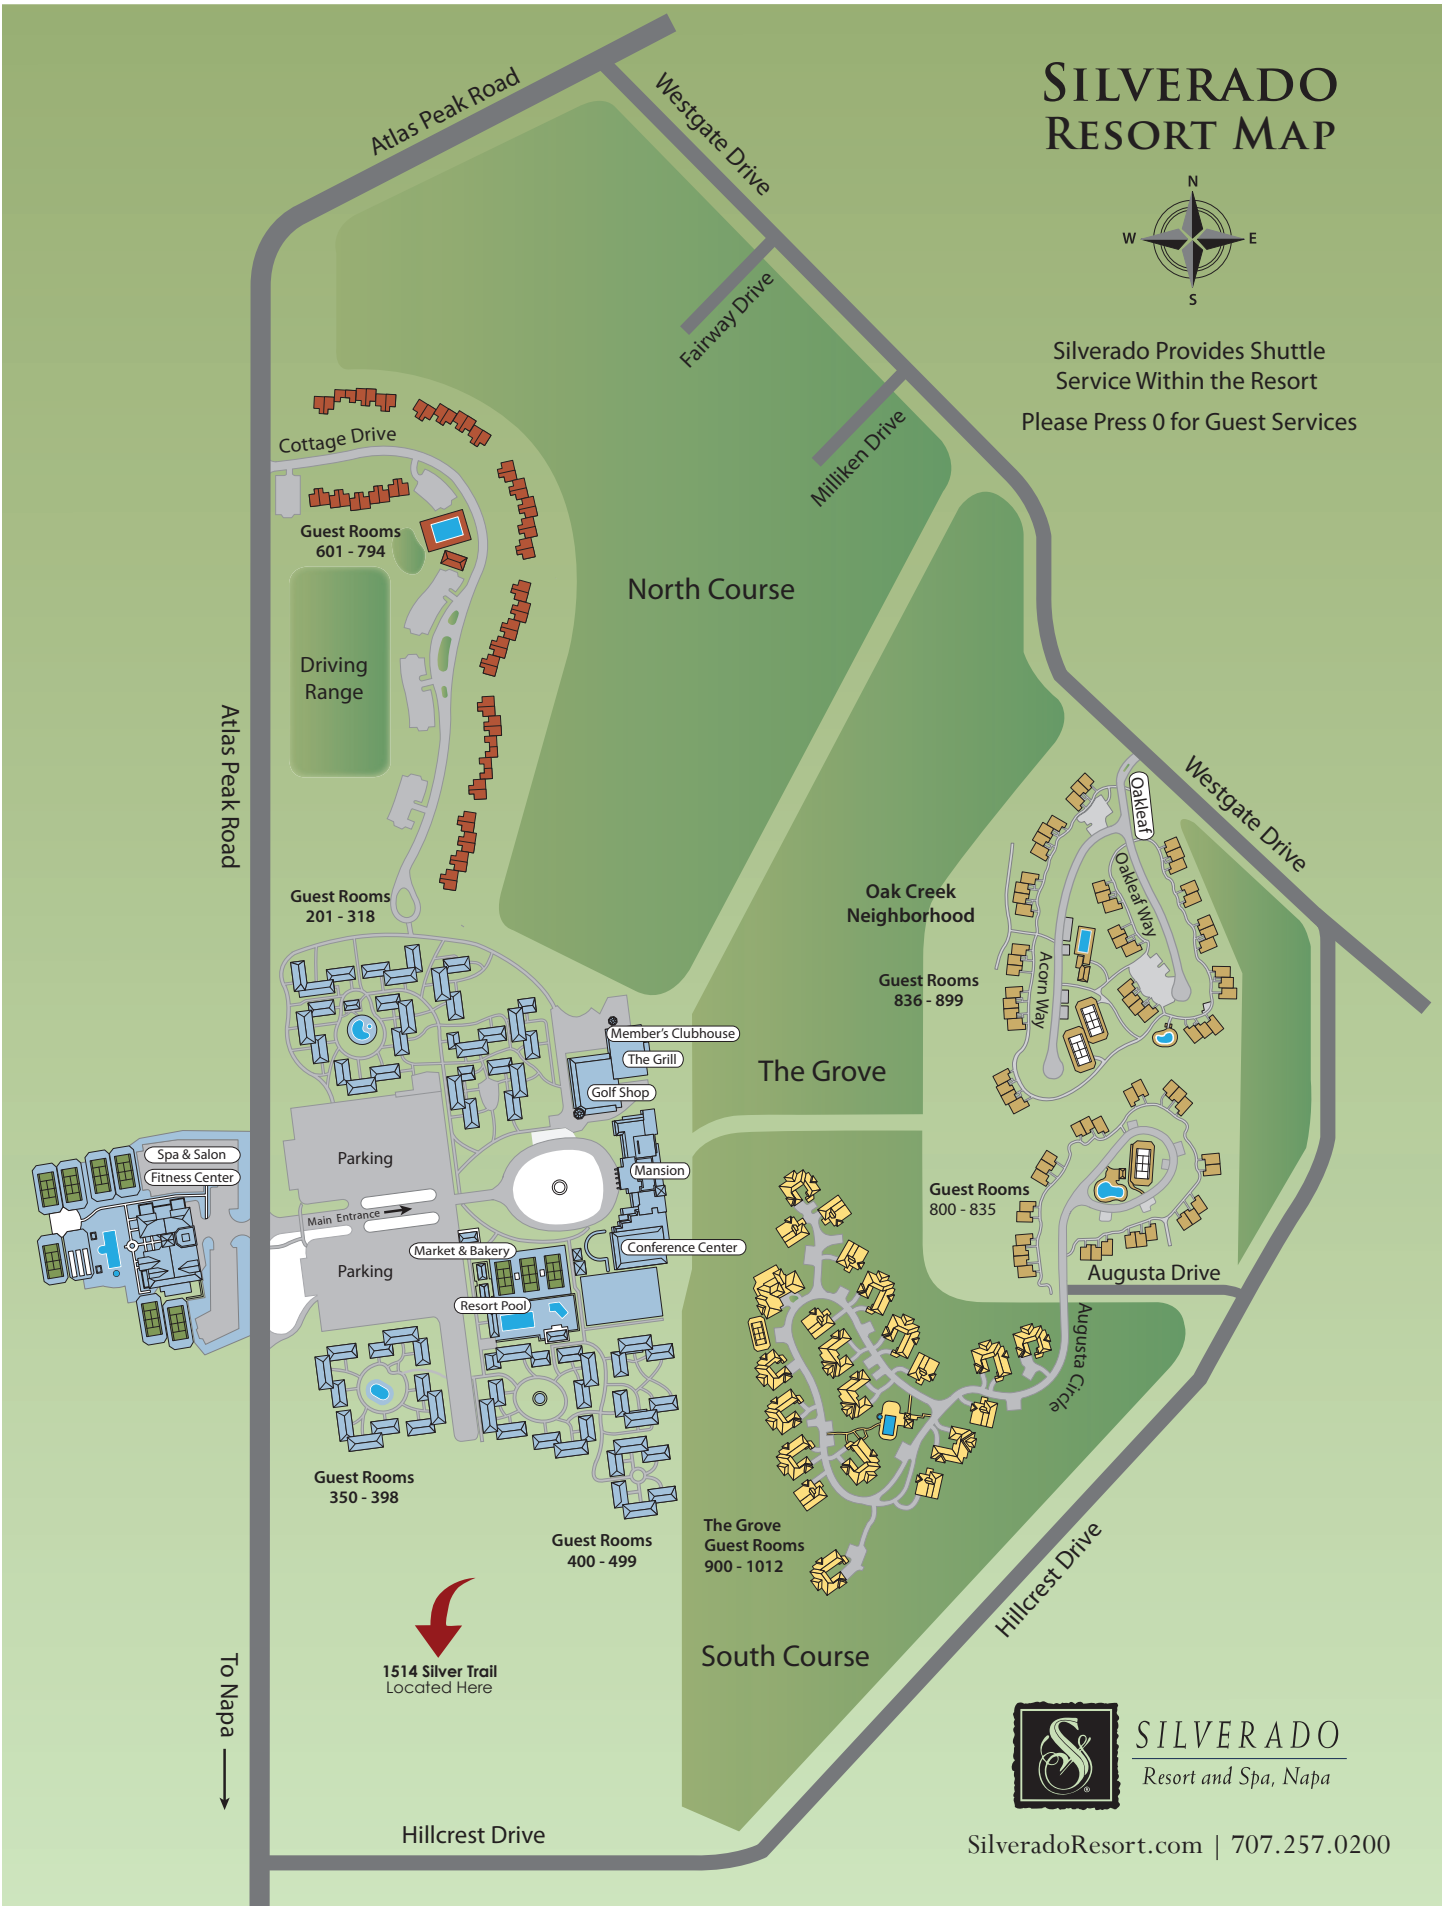 SILVERADO
RESORT MAP
N
W
E
S
Silverado Provides Shuttle
Service Within the Resort
Please Press 0 for Guest Services
Atlas Peak Road
Westgate Drive
Fairway Drive
Milliken Drive
Cottage Drive
Guest Rooms
601 - 794
North Course
Driving
Range
Atlas Peak Road
Westgate Drive
Oakleaf
Oakleaf Way
Acorn Way
Oak Creek
Neighborhood
Guest Rooms
836 - 899
Guest Rooms
201 - 318
Member's Clubhouse
The Grill
Golf Shop
The Grove
Parking
Spa & Salon
Fitness Center
Mansion
Main Entrance
Guest Rooms
800 - 835
Market & Bakery
Conference Center
Parking
Resort Pool
Augusta Drive
Augusta Circle
Guest Rooms
350 - 398
Guest Rooms
400 - 499
The Grove
Guest Rooms
900 - 1012
Hillcrest Drive
1514 Silver Trail
Located Here
South Course
To Napa
Hillcrest Drive
S
®
SILVERADO
Resort and Spa, Napa
SilveradoResort.com | 707.257.0200